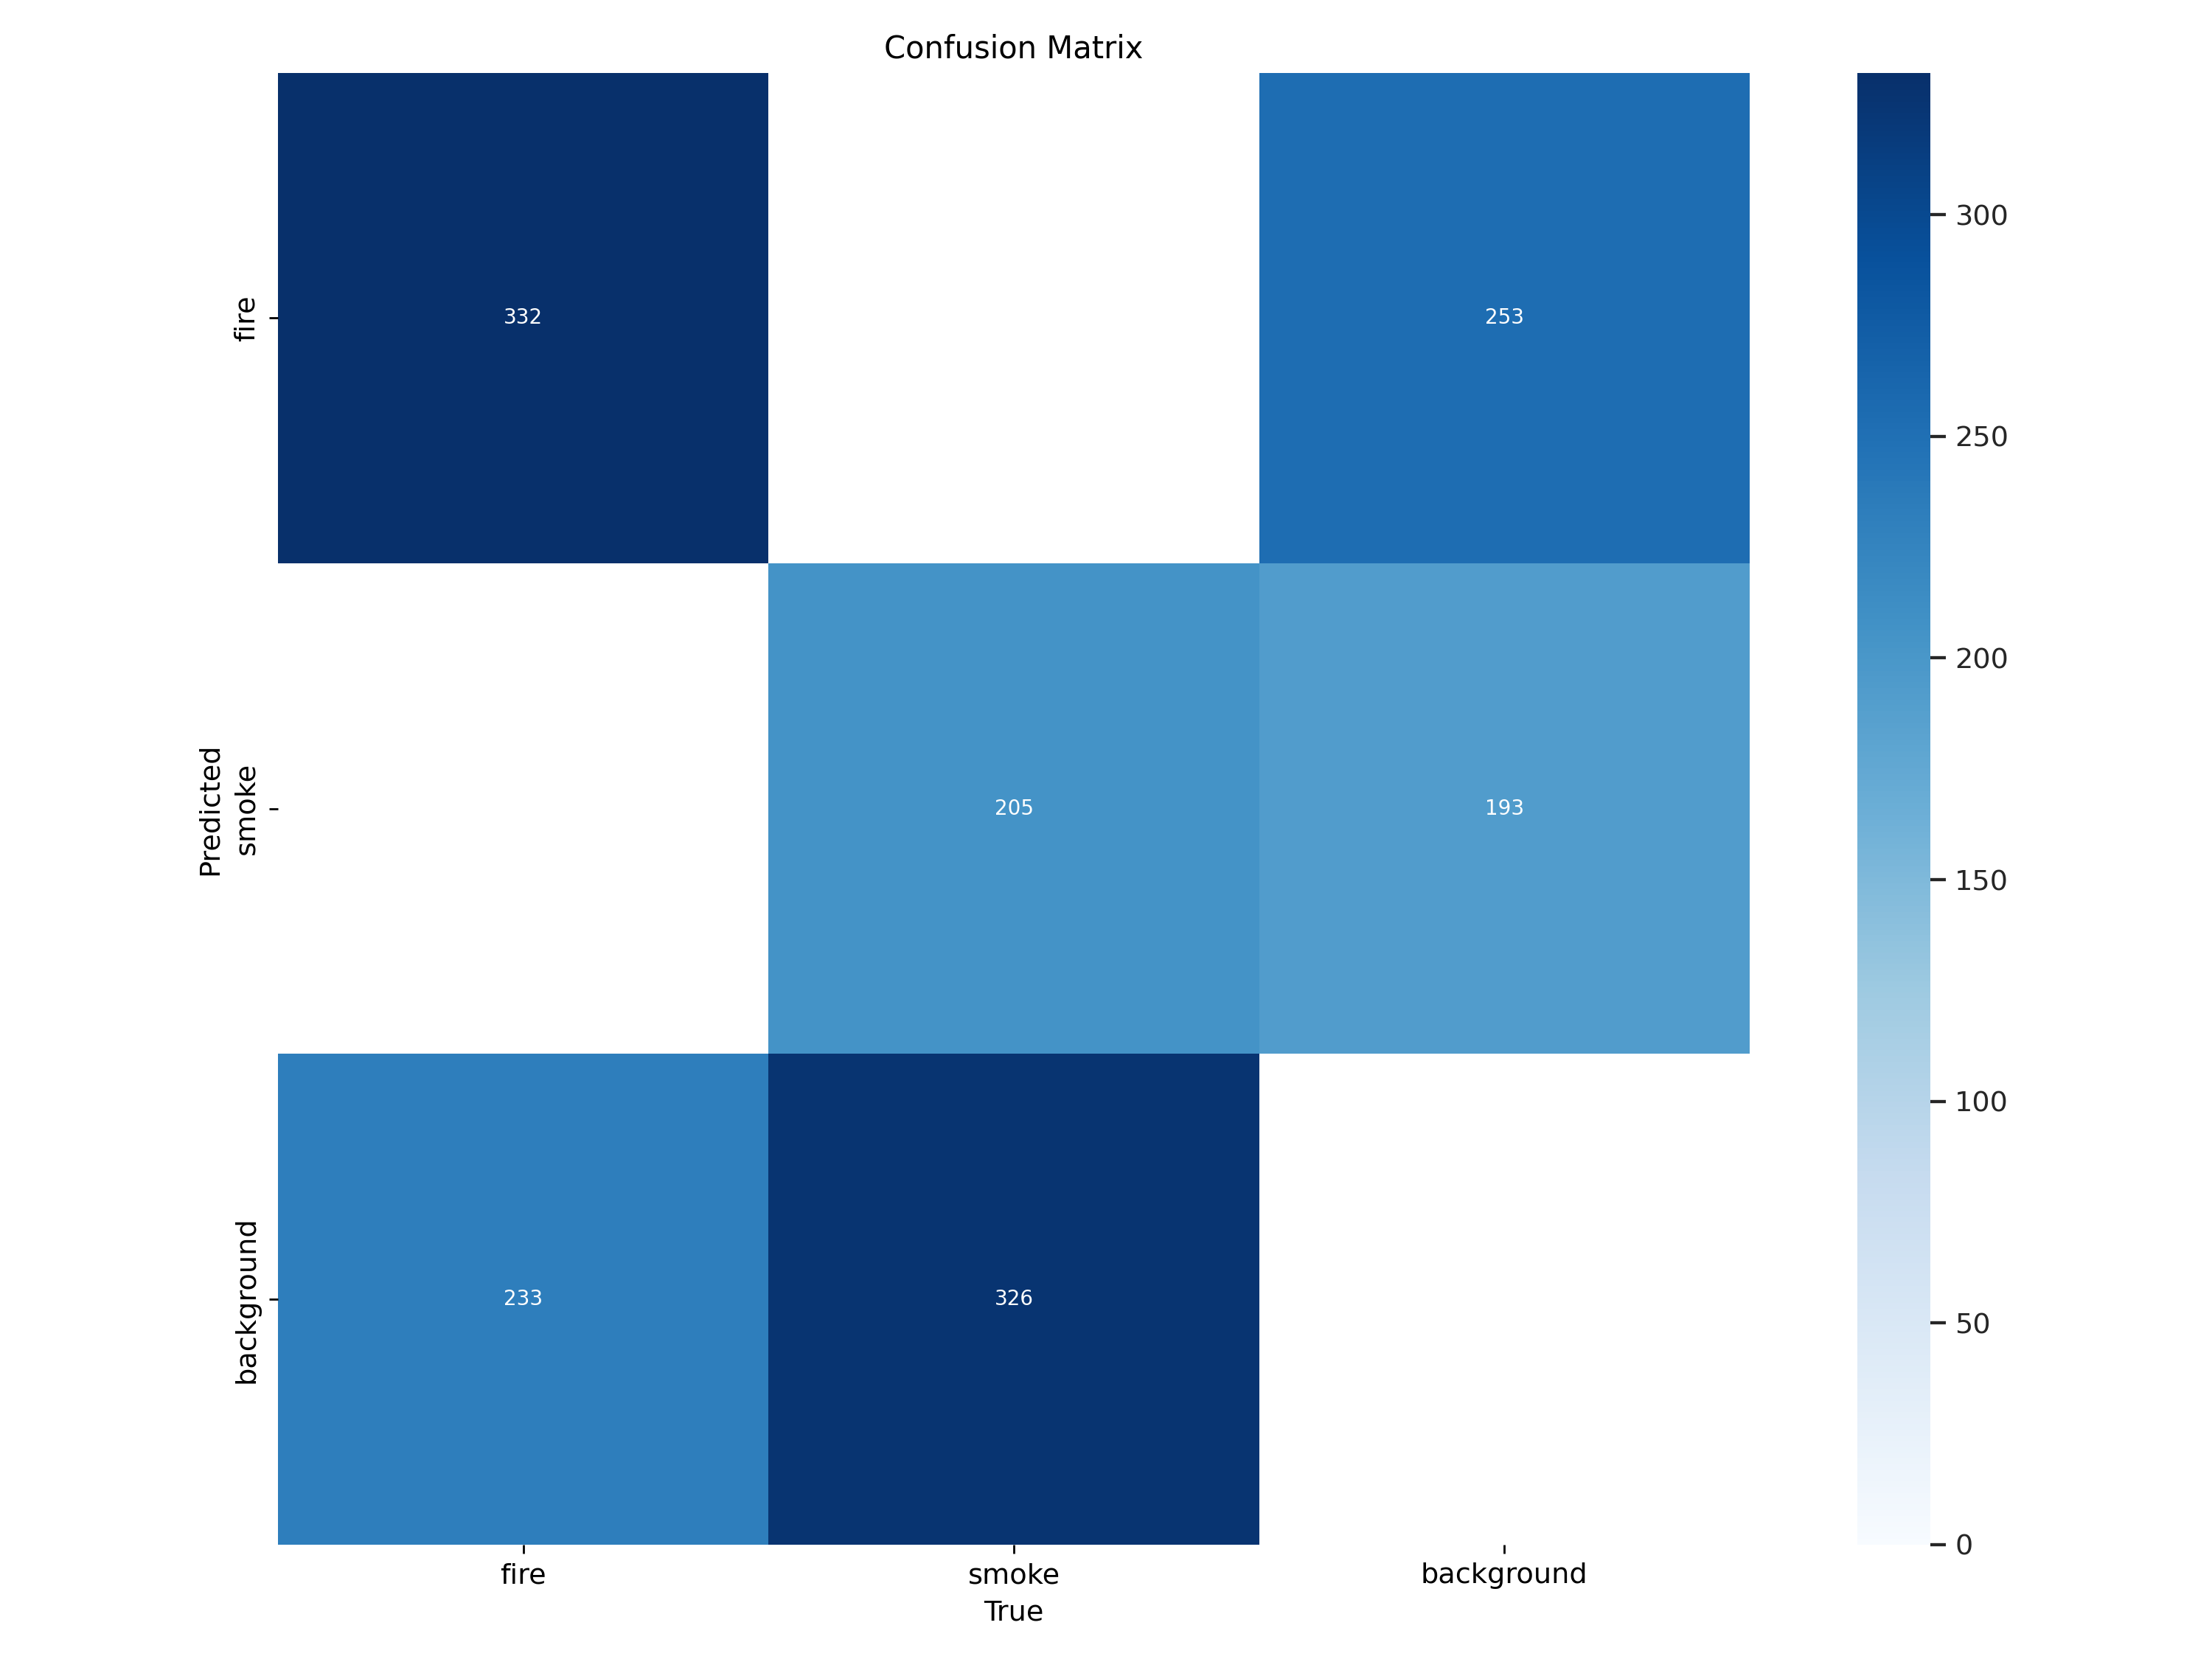 Confusion Matrix
fire
332
253
300
250
200
Predicted
smoke
205
193
150
100
background
233
326
50
0
fire
smoke
background
True